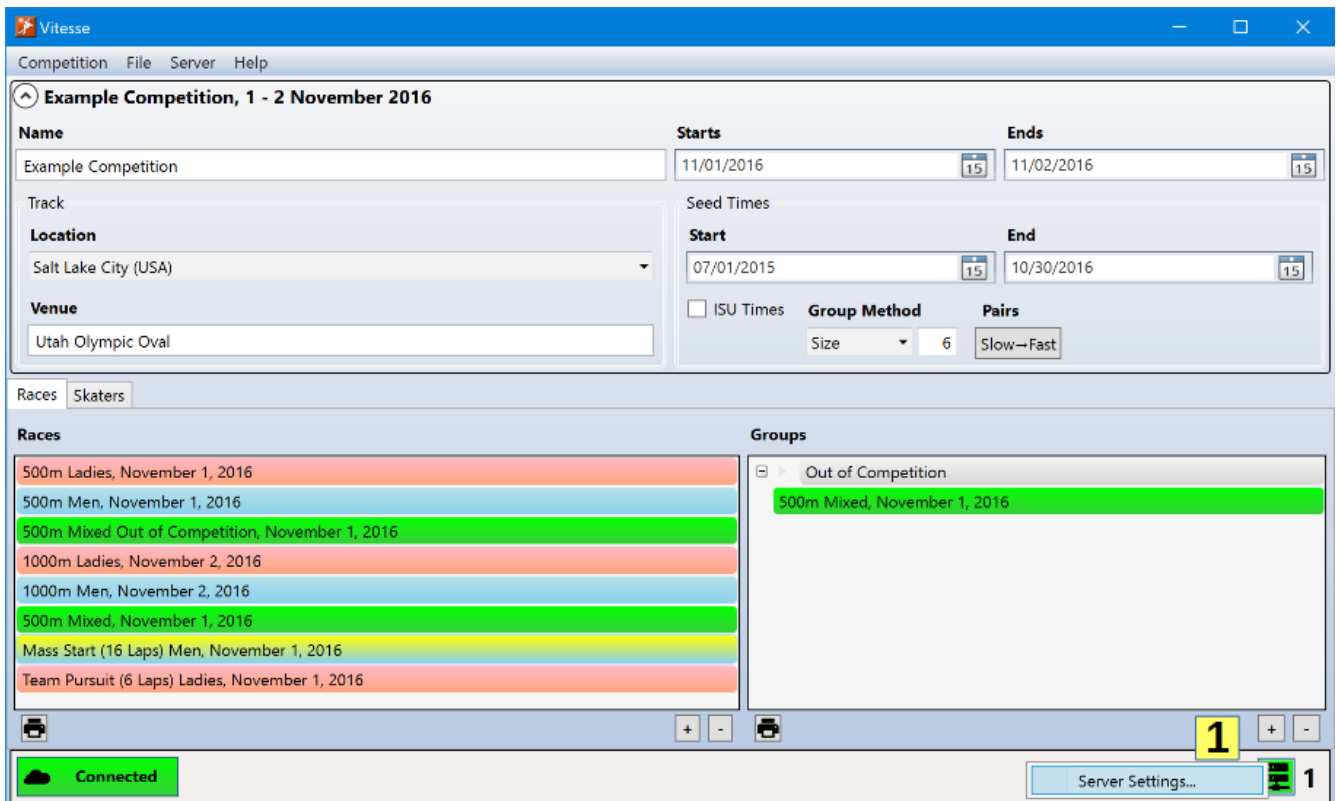 Vitesse
Competition File Server Help
Example Competition, 1 - 2 November 2016
Name Starts Ends
Example Competition 11/01/2016 15 11/02/2016 15
Track Seed Times
Location Start End
Salt Lake City (USA) 07/01/2015 15 10/30/2016 15
Venue ISU Times Group Method Pairs
Utah Olympic Oval Size 6 Slow→Fast
Races Skaters
Races Groups
500m Ladies, November 1, 2016 Out of Competition
500m Men, November 1, 2016 500m Mixed, November 1, 2016
500m Mixed Out of Competition, November 1, 2016
1000m Ladies, November 2, 2016
1000m Men, November 2, 2016
500m Mixed, November 1, 2016
Mass Start (16 Laps) Men, November 1, 2016
Team Pursuit (6 Laps) Ladies, November 1, 2016
+ - 1 + -
Connected Server Settings... 1